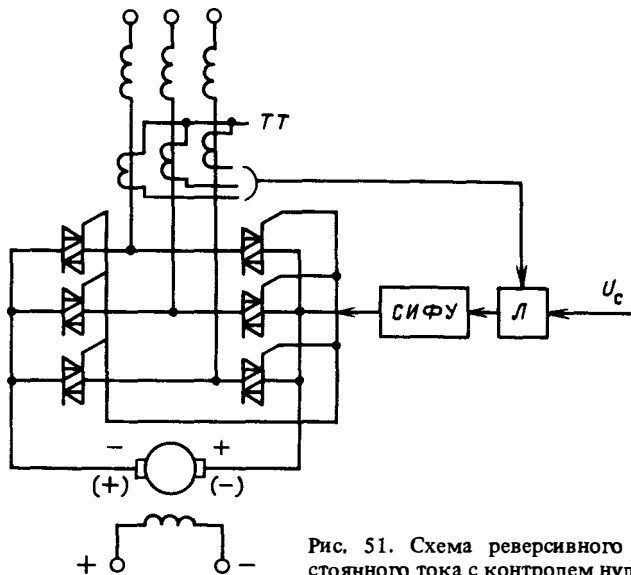 ТТ
СИФУ
Л
U_c
- +
(+) (-)
+ -
Рис. 51. Схема реверсивного
стоянного тока с контролем нул